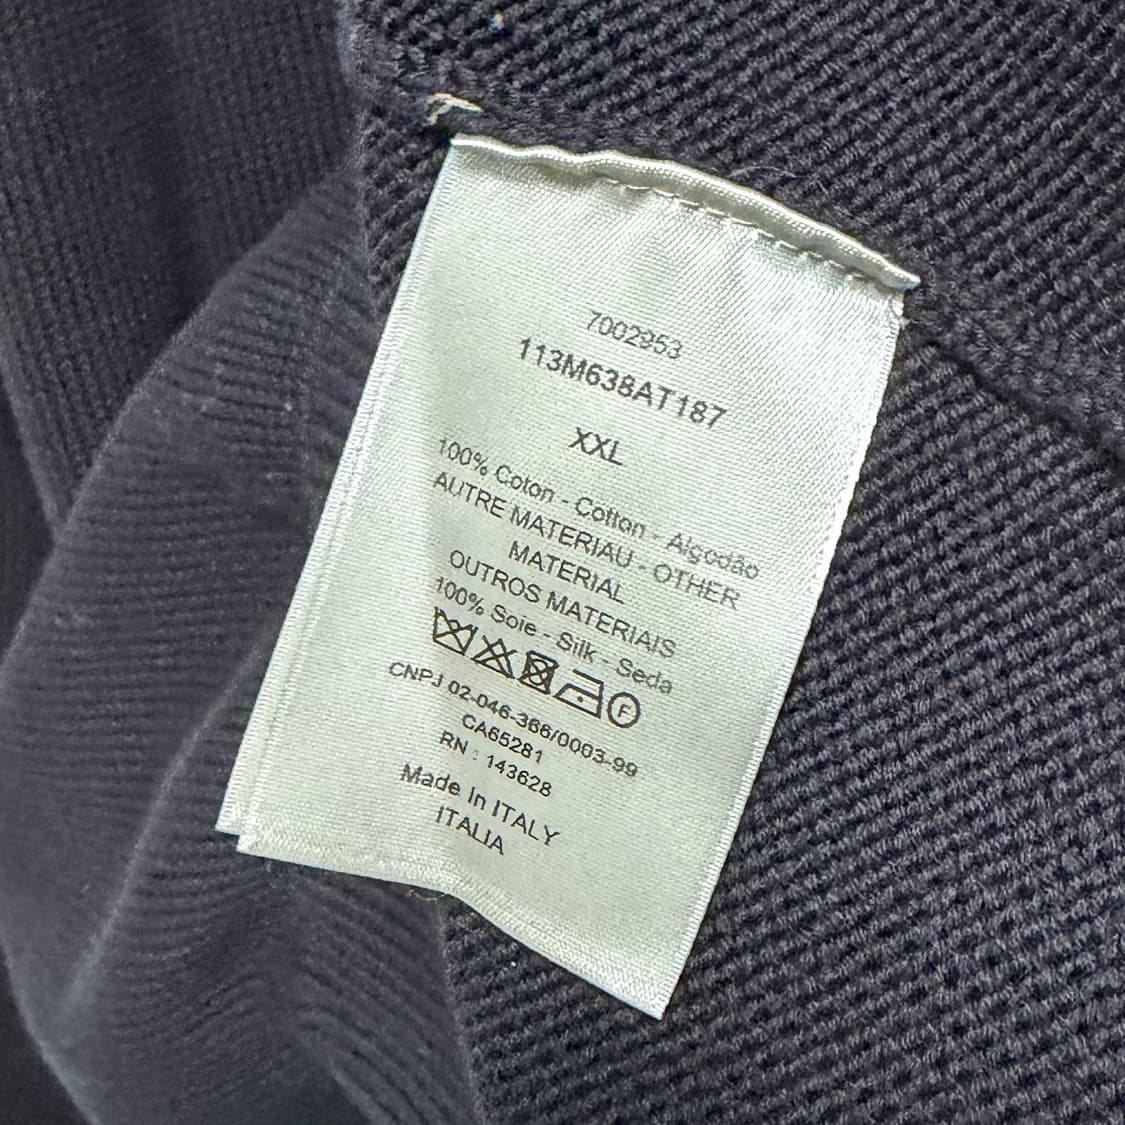 7002953
113M638AT187
XXL
100% Coton - Cotton - Algodão
AUTRE MATERIAU - OTHER
MATERIAL
OUTROS MATERIAIS
100% Soie - Silk - Seda
F
CNPJ 02-046-366/0003-99
CA65281
RN : 143628
Made In ITALY
ITALIA